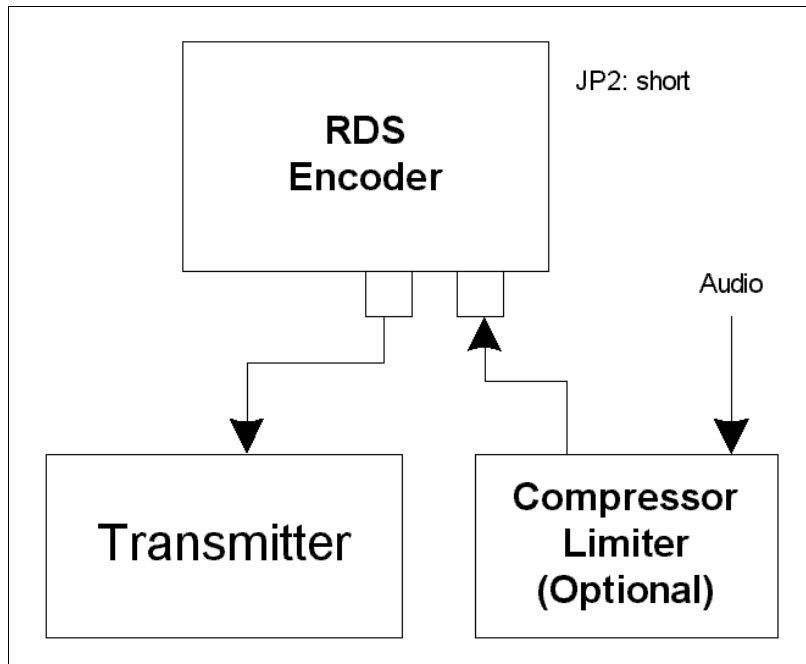 RDS
Encoder
JP2: short
Audio
Transmitter
Compressor
Limiter
(Optional)